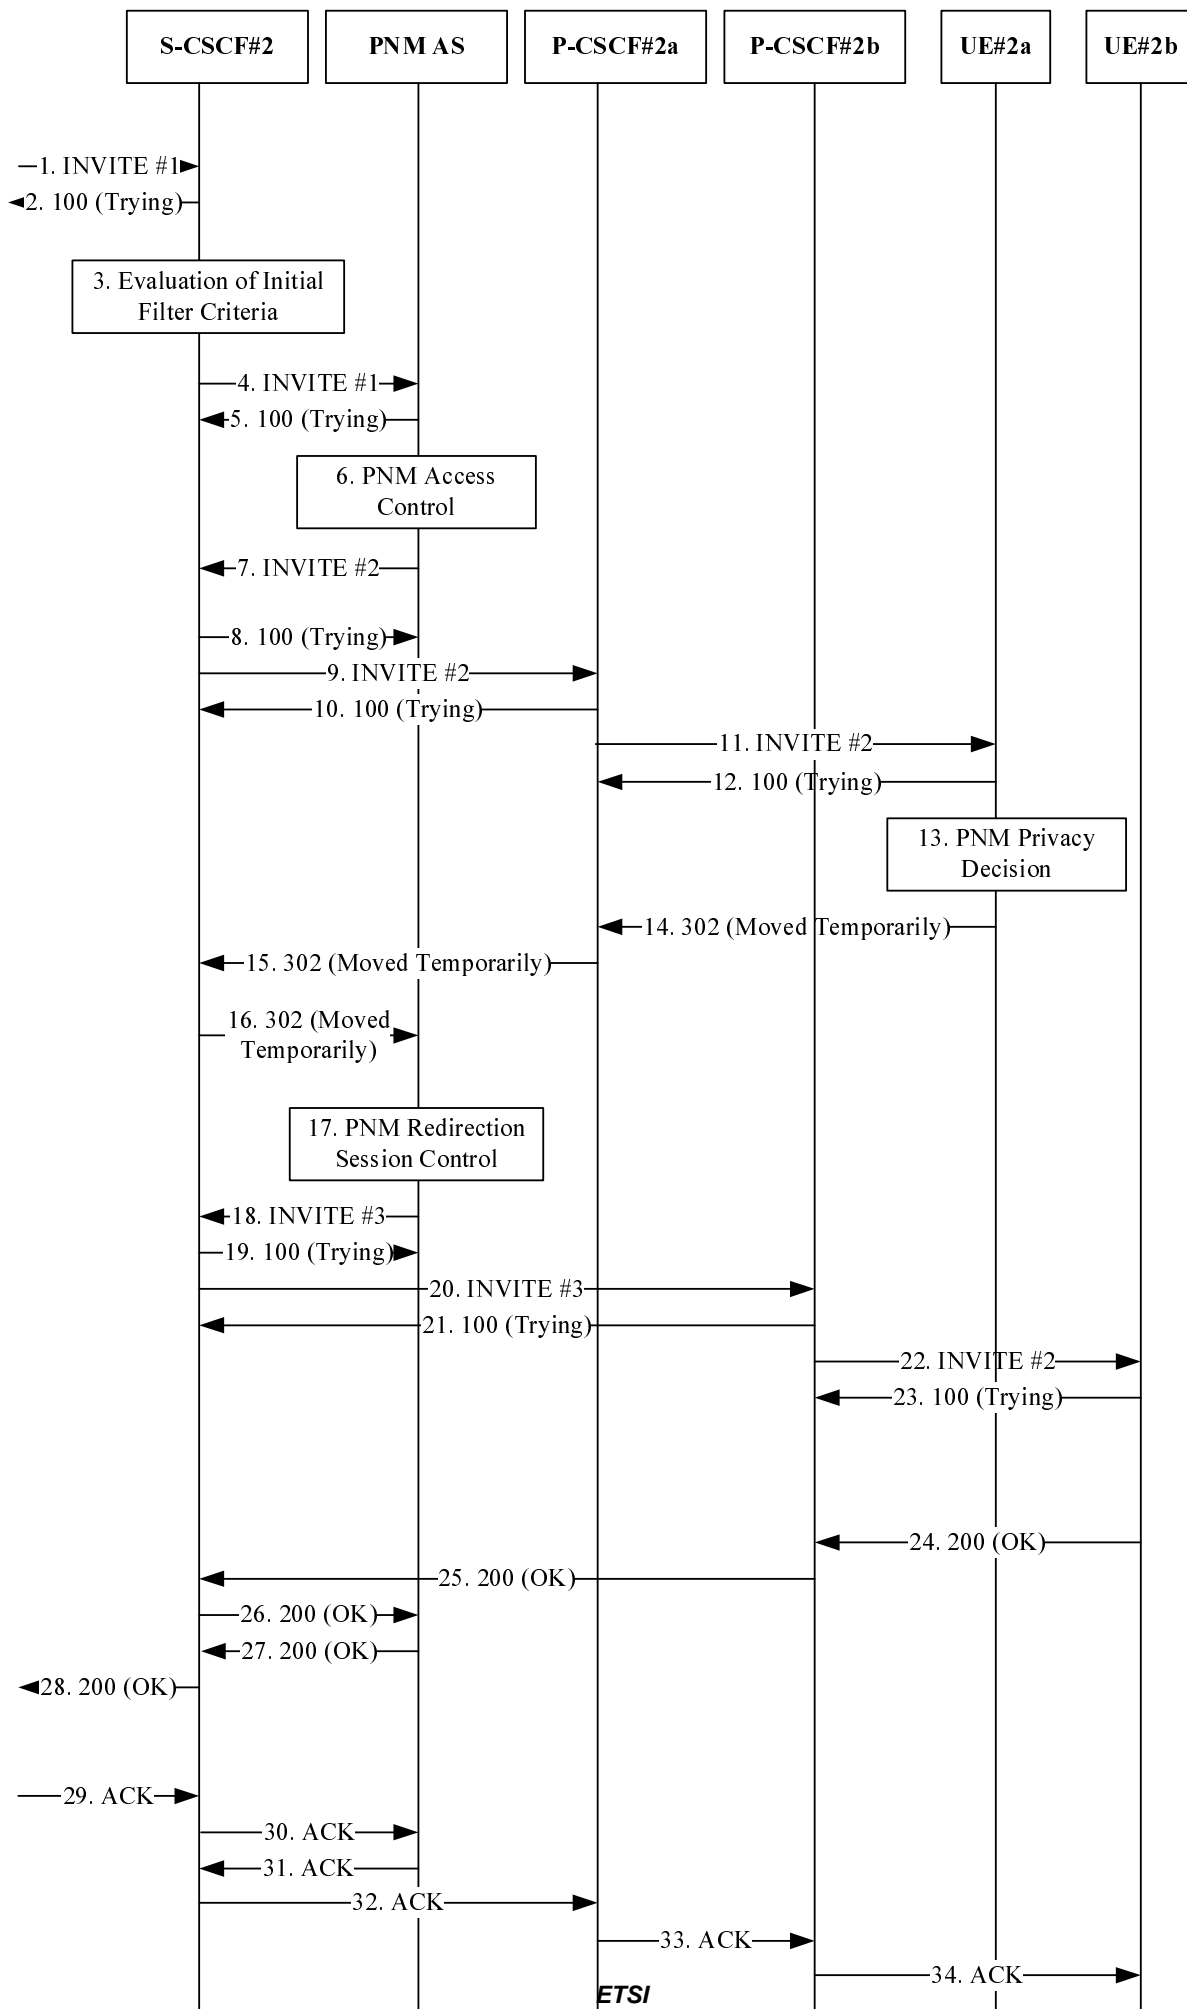 S-CSCF#2
PNM AS
P-CSCF#2a
P-CSCF#2b
UE#2a
UE#2b
1. INVITE #1
2. 100 (Trying)
3. Evaluation of Initial
Filter Criteria
4. INVITE #1
5. 100 (Trying)
6. PNM Access
Control
7. INVITE #2
8. 100 (Trying)
9. INVITE #2
10. 100 (Trying)
11. INVITE #2
12. 100 (Trying)
13. PNM Privacy
Decision
14. 302 (Moved Temporarily)
15. 302 (Moved Temporarily)
16. 302 (Moved
Temporarily)
17. PNM Redirection
Session Control
18. INVITE #3
19. 100 (Trying)
20. INVITE #3
21. 100 (Trying)
22. INVITE #2
23. 100 (Trying)
24. 200 (OK)
25. 200 (OK)
26. 200 (OK)
27. 200 (OK)
28. 200 (OK)
29. ACK
30. ACK
31. ACK
32. ACK
33. ACK
34. ACK
ETSI